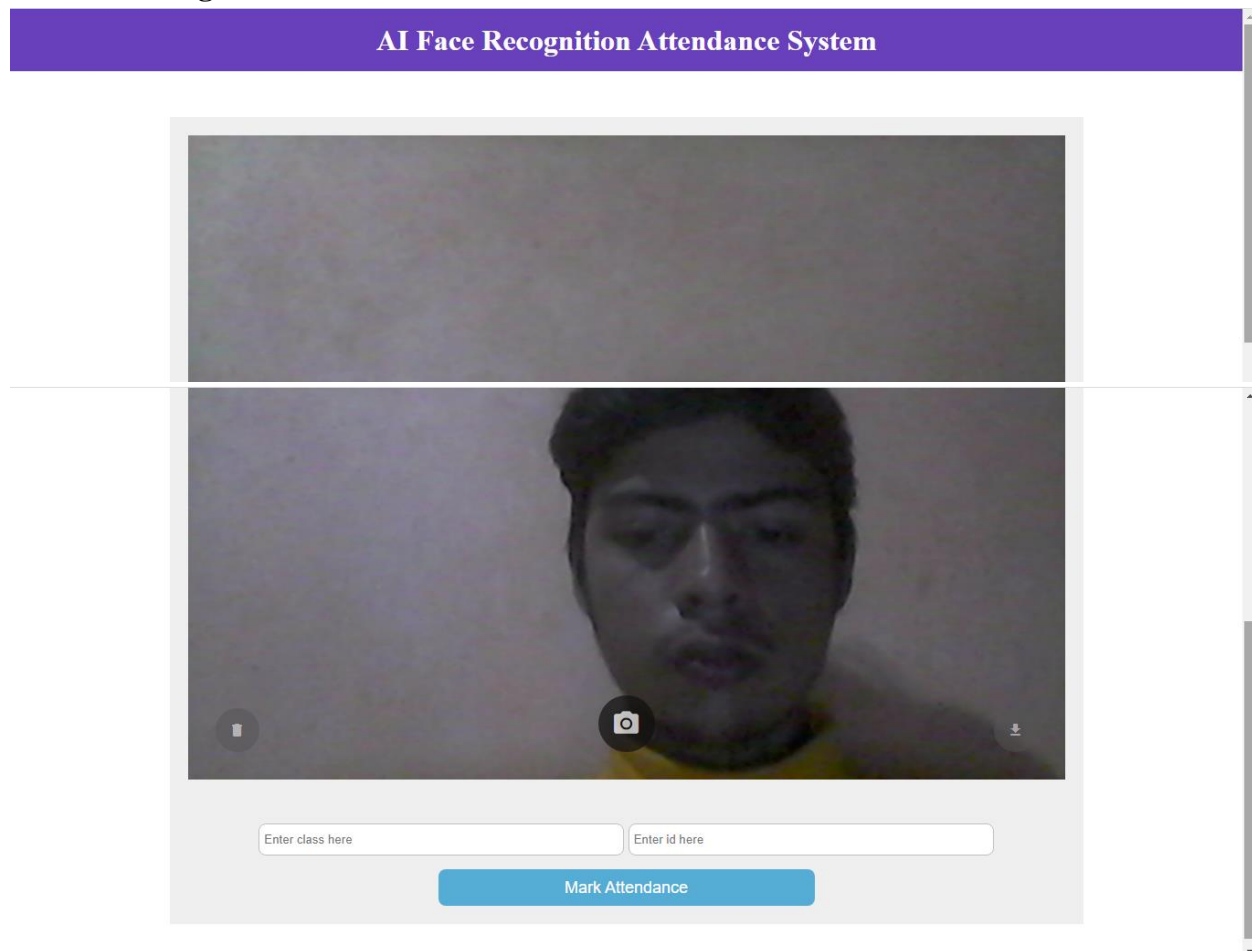 AI Face Recognition Attendance System
Enter class here
Enter id here
Mark Attendance